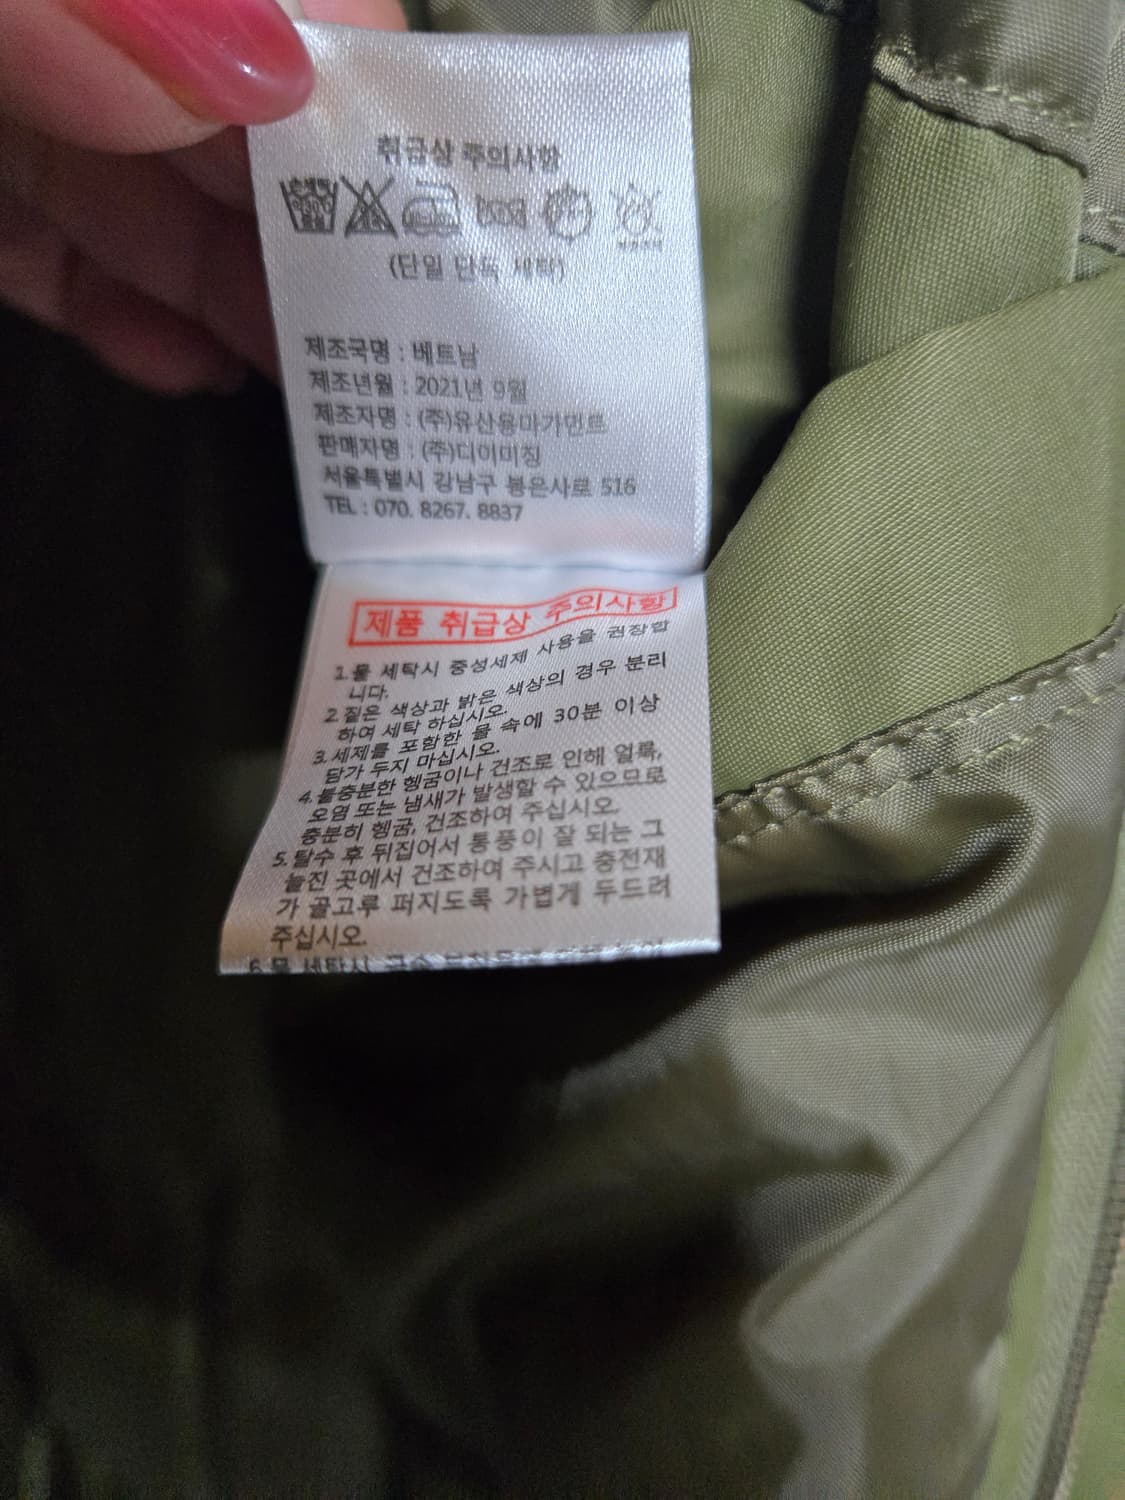 취급상 주의사항
손세탁
(단일 단독 세탁)
제조국명 : 베트남
제조년월 : 2021년 9월
제조자명 : (주)유산용마가먼트
판매자명 : (주)디이미징
서울특별시 강남구 봉은사로 516
TEL : 070. 8267. 8837
제품 취급상 주의사항
1.물 세탁시 중성세제 사용을 권장합
니다.
2.짙은 색상과 밝은 색상의 경우 분리
하여 세탁 하십시오.
3.세제를 포함한 물 속에 30분 이상
담가 두지 마십시오.
4.불충분한 헹굼이나 건조로 인해 얼룩,
오염 또는 냄새가 발생할 수 있으므로
충분히 헹굼, 건조하여 주십시오.
5.탈수 후 뒤집어서 통풍이 잘 되는 그
늘진 곳에서 건조하여 주시고 충전재
가 골고루 퍼지도록 가볍게 두드려
주십시오.
6.물 세탁시